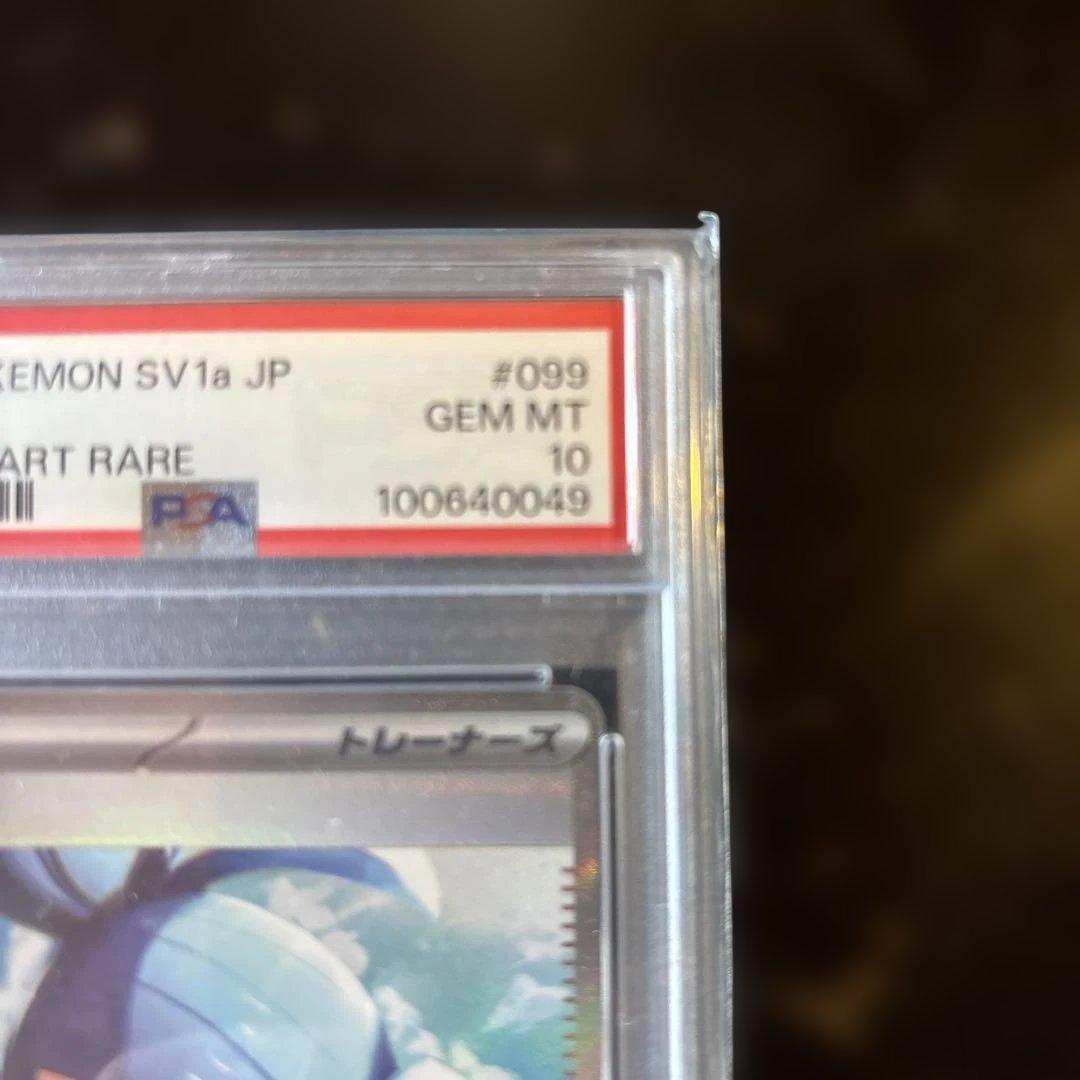 KEMON SV1a JP #099
GEM MT
ART RARE 10
PSA 100640049
トレーナーズ